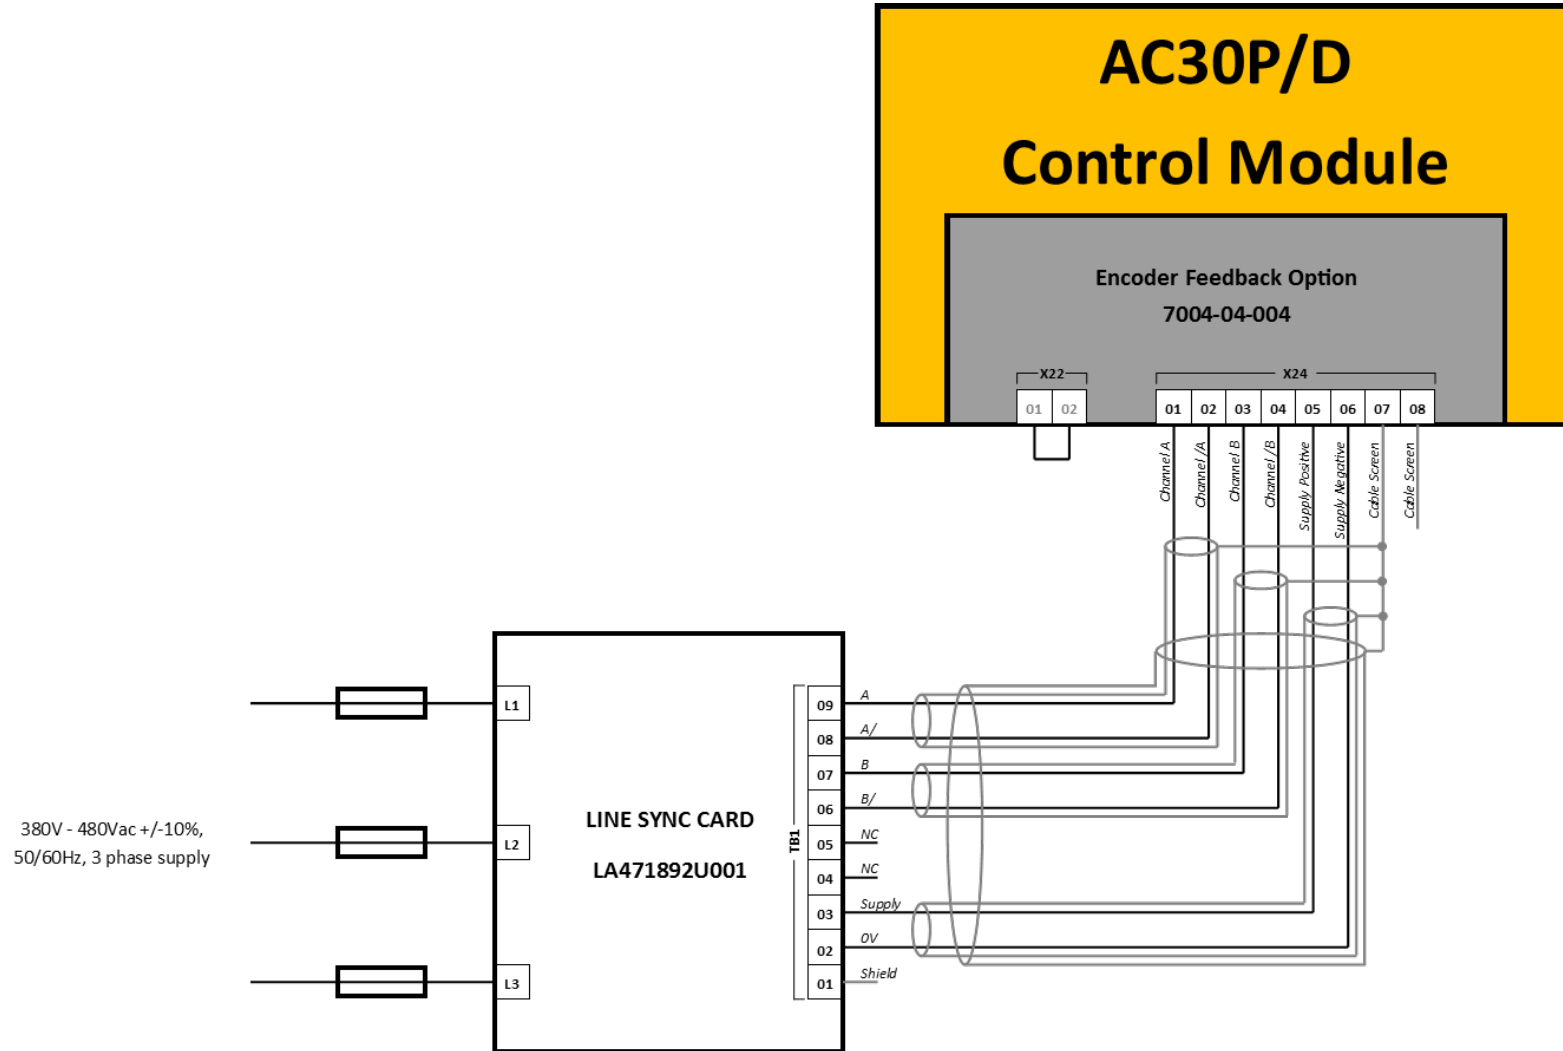 AC30P/D
Control Module
Encoder Feedback Option
7004-04-004
X22
X24
01 02
01 02 03 04 05 06 07 08
Channel A
Channel /A
Channel B
Channel /B
Supply Positive
Supply Negative
Cable Screen
Cable Screen
380V - 480Vac +/-10%,
50/60Hz, 3 phase supply
L1
L2
L3
LINE SYNC CARD
LA471892U001
TB1
09 A
08 A/
07 B
06 B/
05 NC
04 NC
03 Supply
02 0V
01 Shield